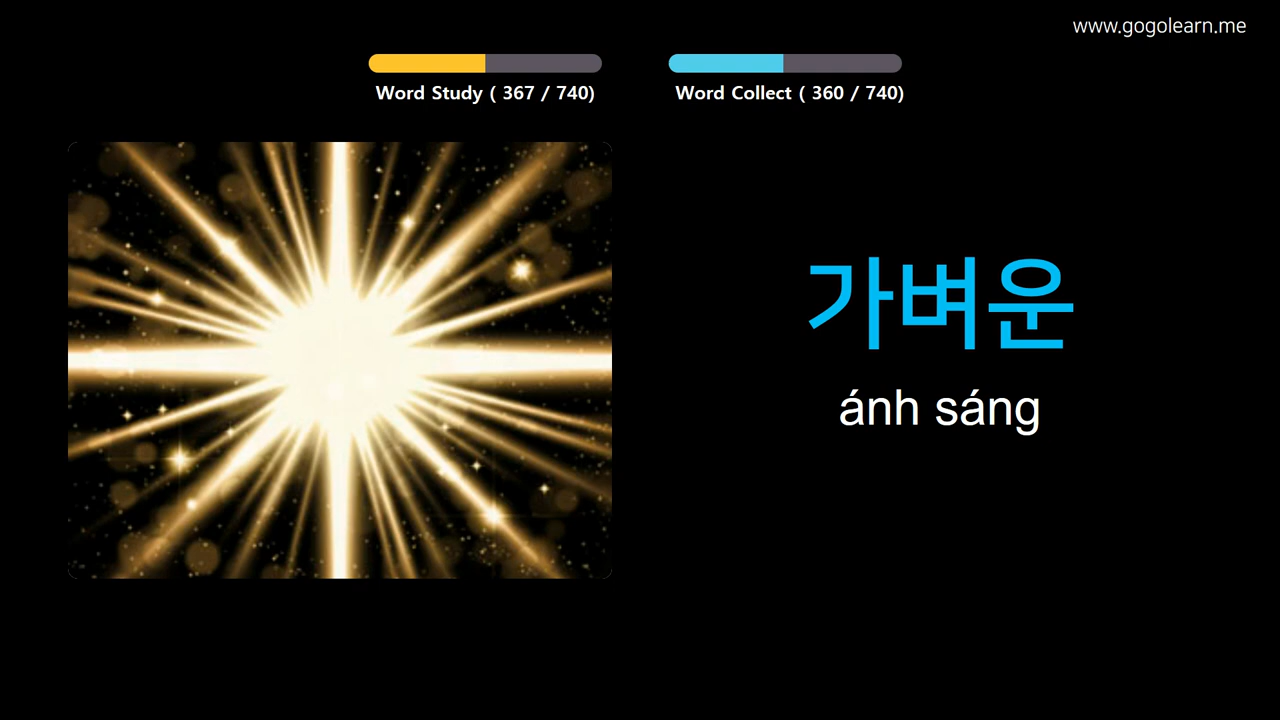 www.gogolearn.me
Word Study ( 367 / 740)
Word Collect ( 360 / 740)
가벼운
ánh sáng